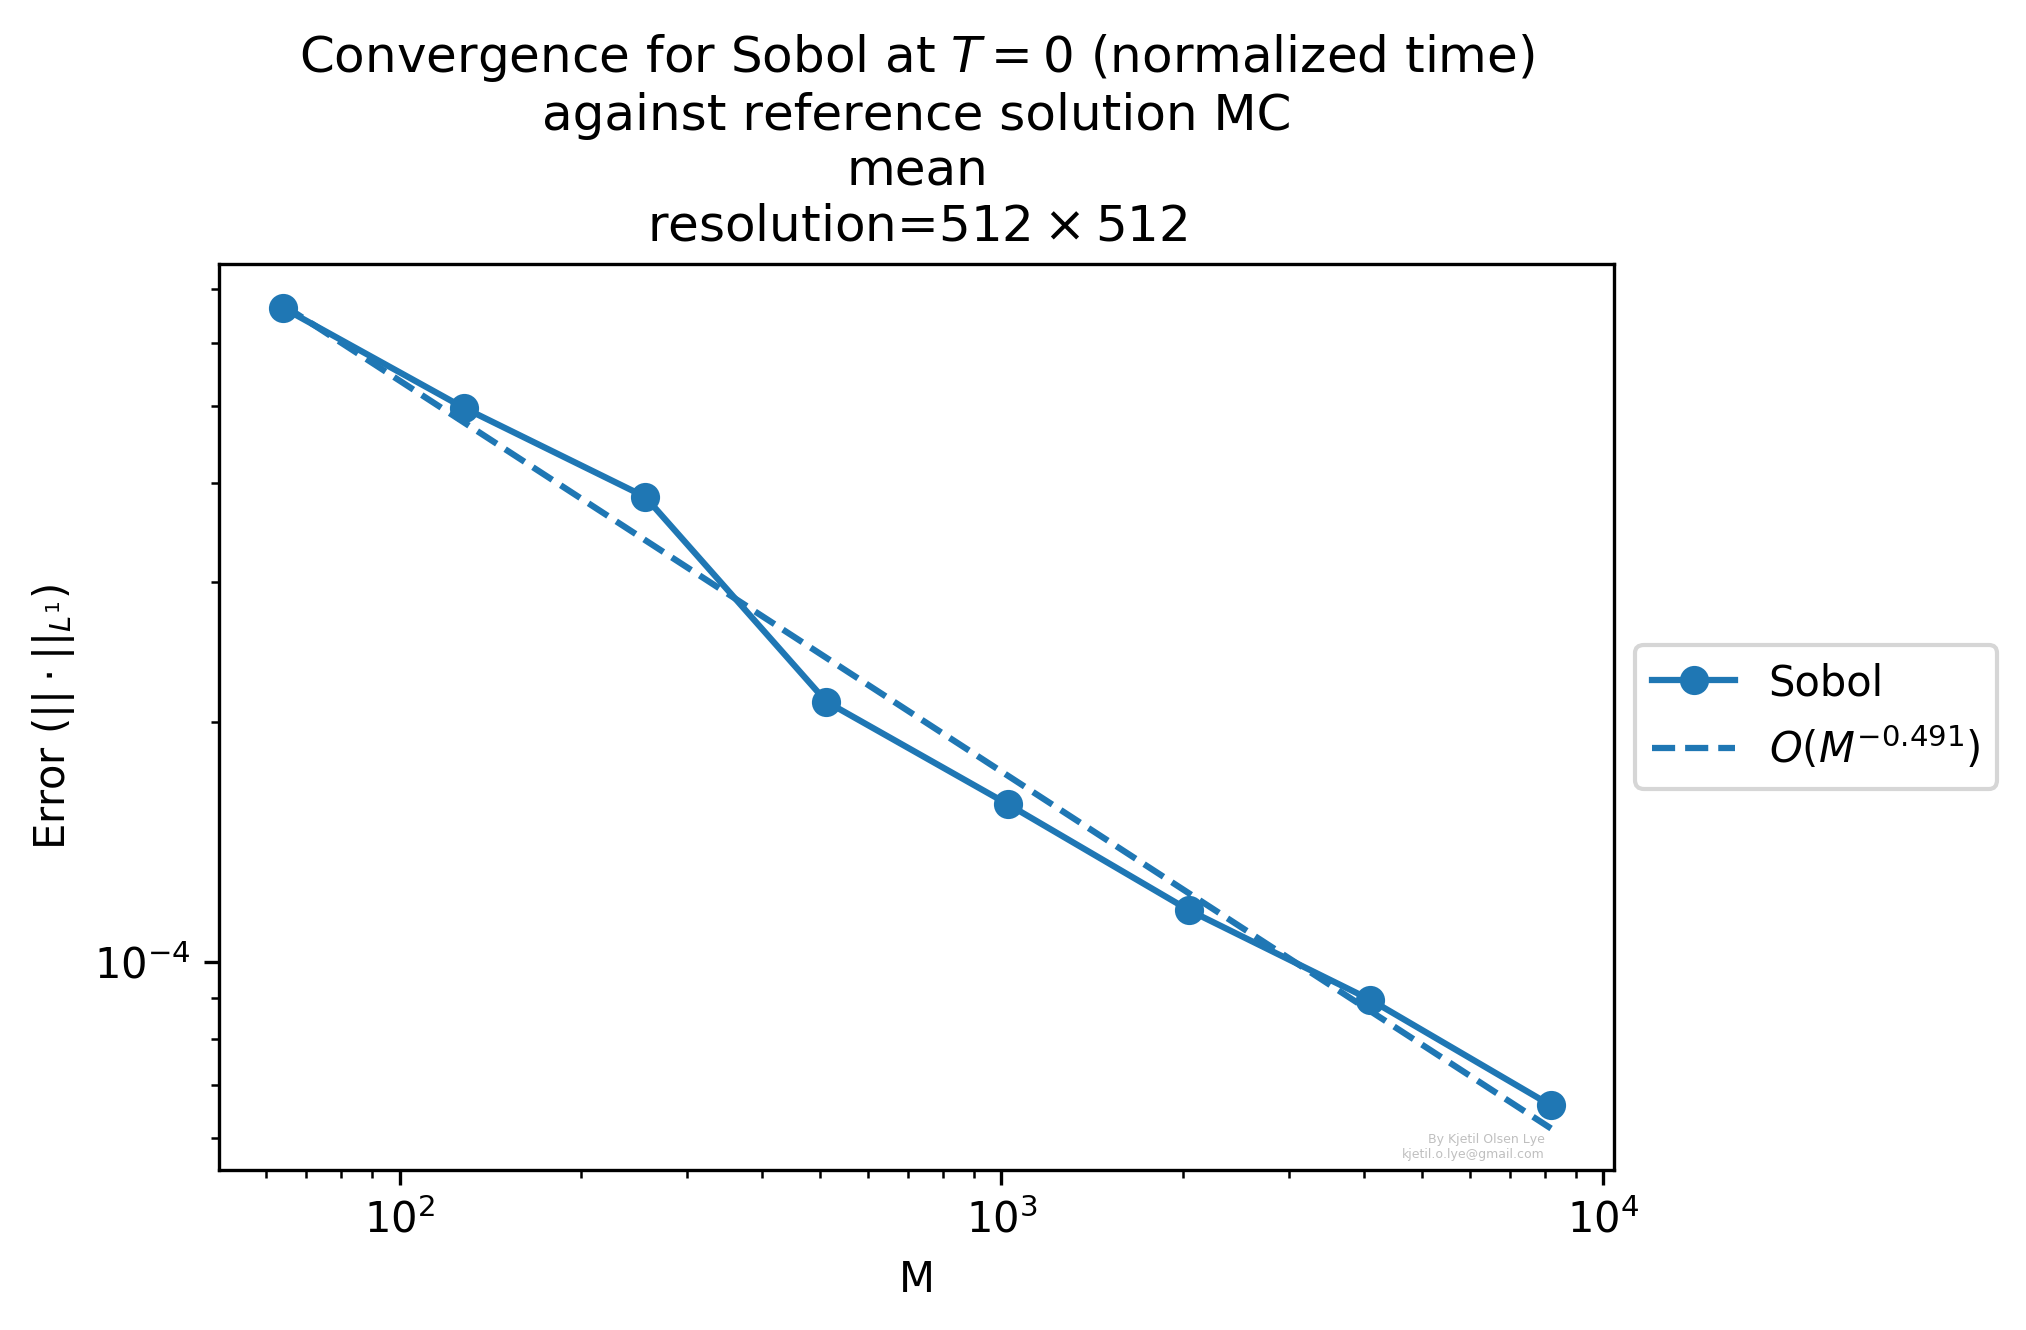 Convergence for Sobol at T = 0 (normalized time)
against reference solution MC
mean
resolution=512 × 512
Error (|| · ||_{L^1})
10^{-4}
10^2
10^3
10^4
M
Sobol
O(M^{-0.491})
By Kjetil Olsen Lye
kjetil.o.lye@gmail.com